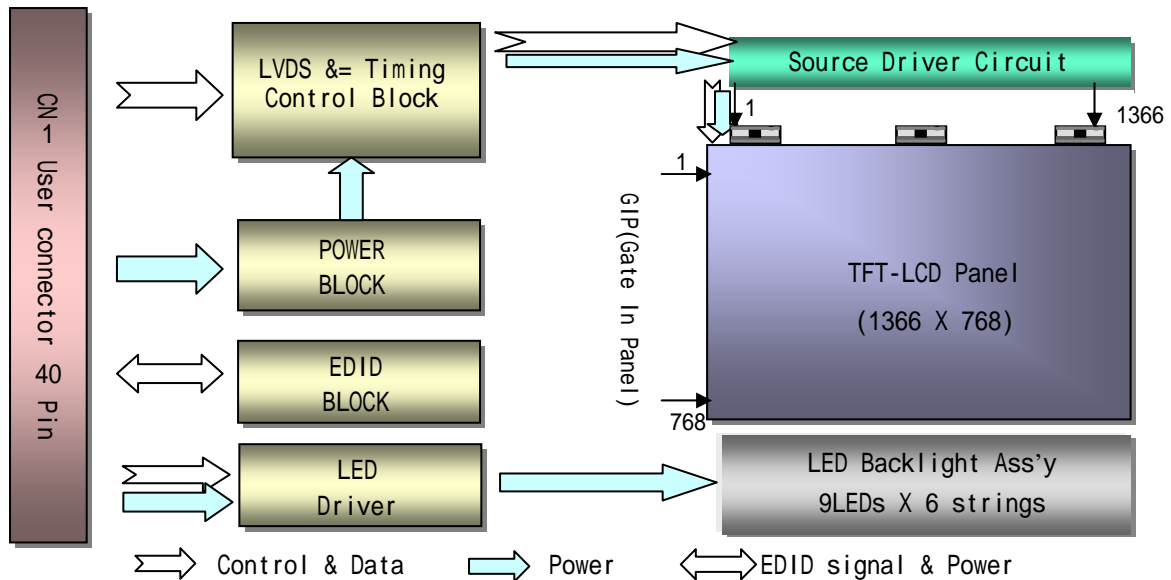 CN1- User connector 40 Pin
LVDS &= Timing
Control Block
POWER
BLOCK
EDID
BLOCK
LED
Driver
Source Driver Circuit
1
1366
1
GIP(Gate In Panel)
768
TFT-LCD Panel
(1366 X 768)
LED Backlight Ass’y
9LEDs X 6 strings
Control & Data
Power
EDID signal & Power